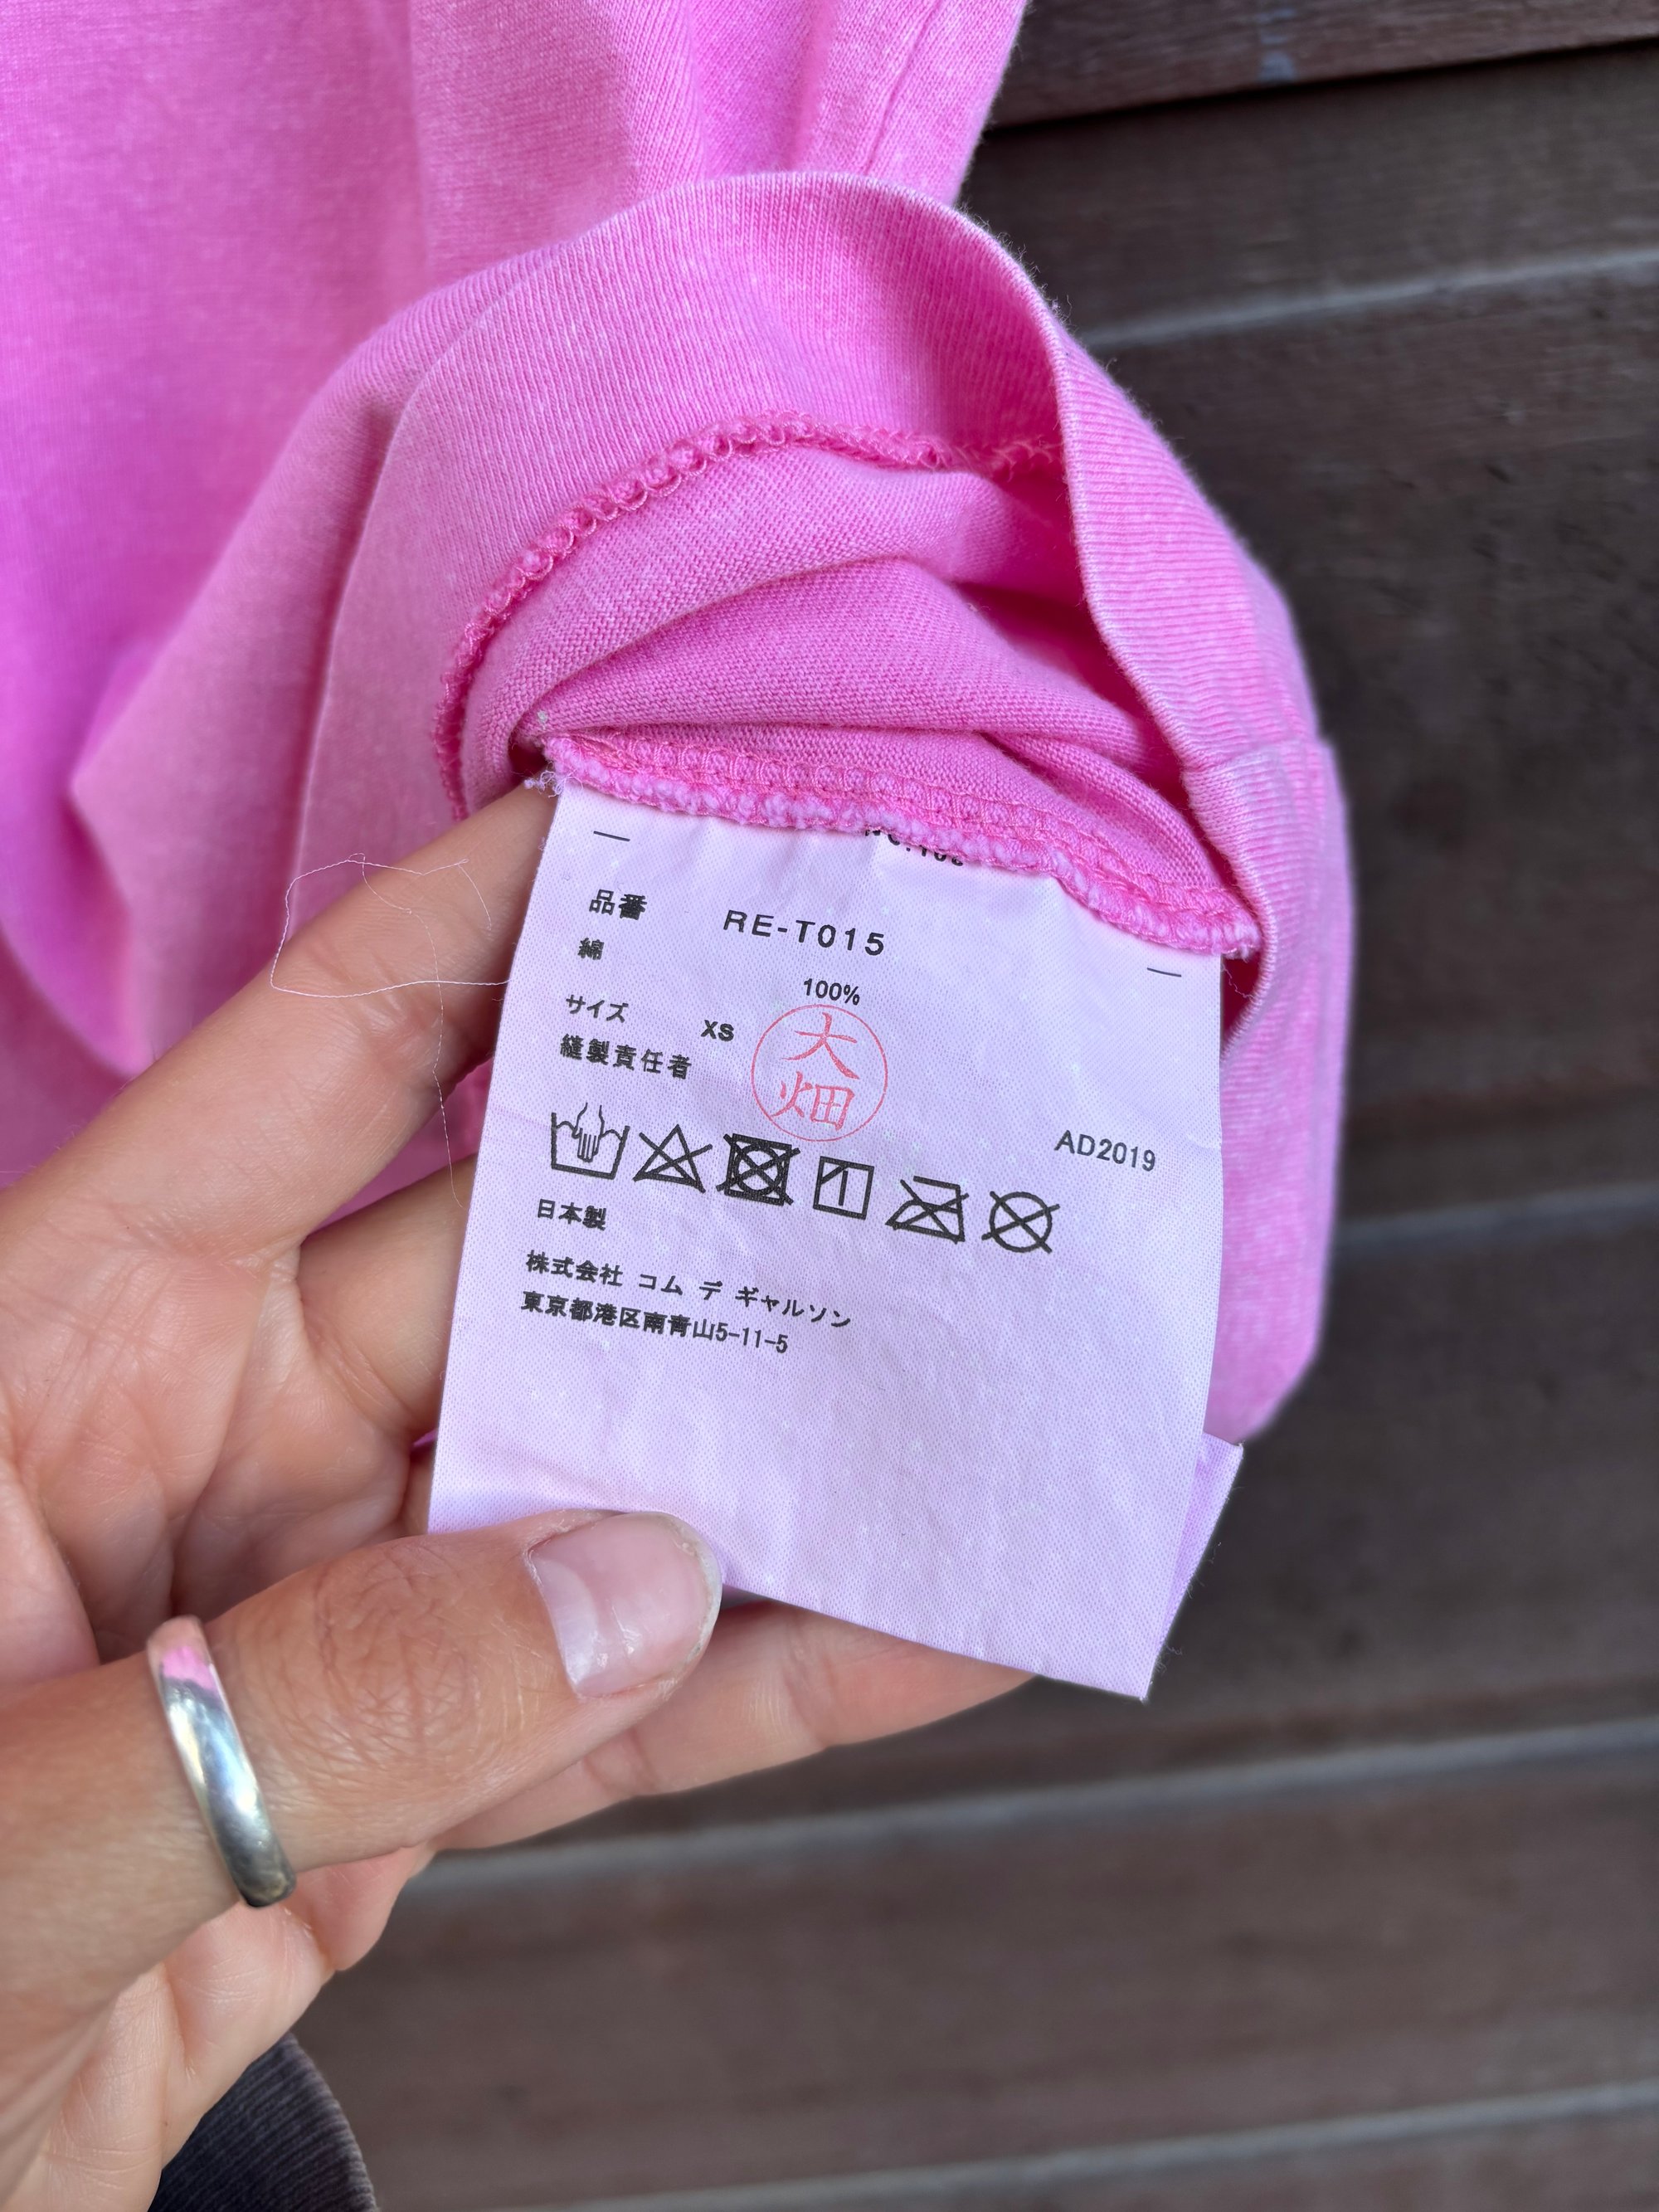 品番 RE-T015
綿 100%
サイズ XS
縫製責任者 大畑
AD2019
日本製
株式会社 コム デ ギャルソン
東京都港区南青山5-11-5